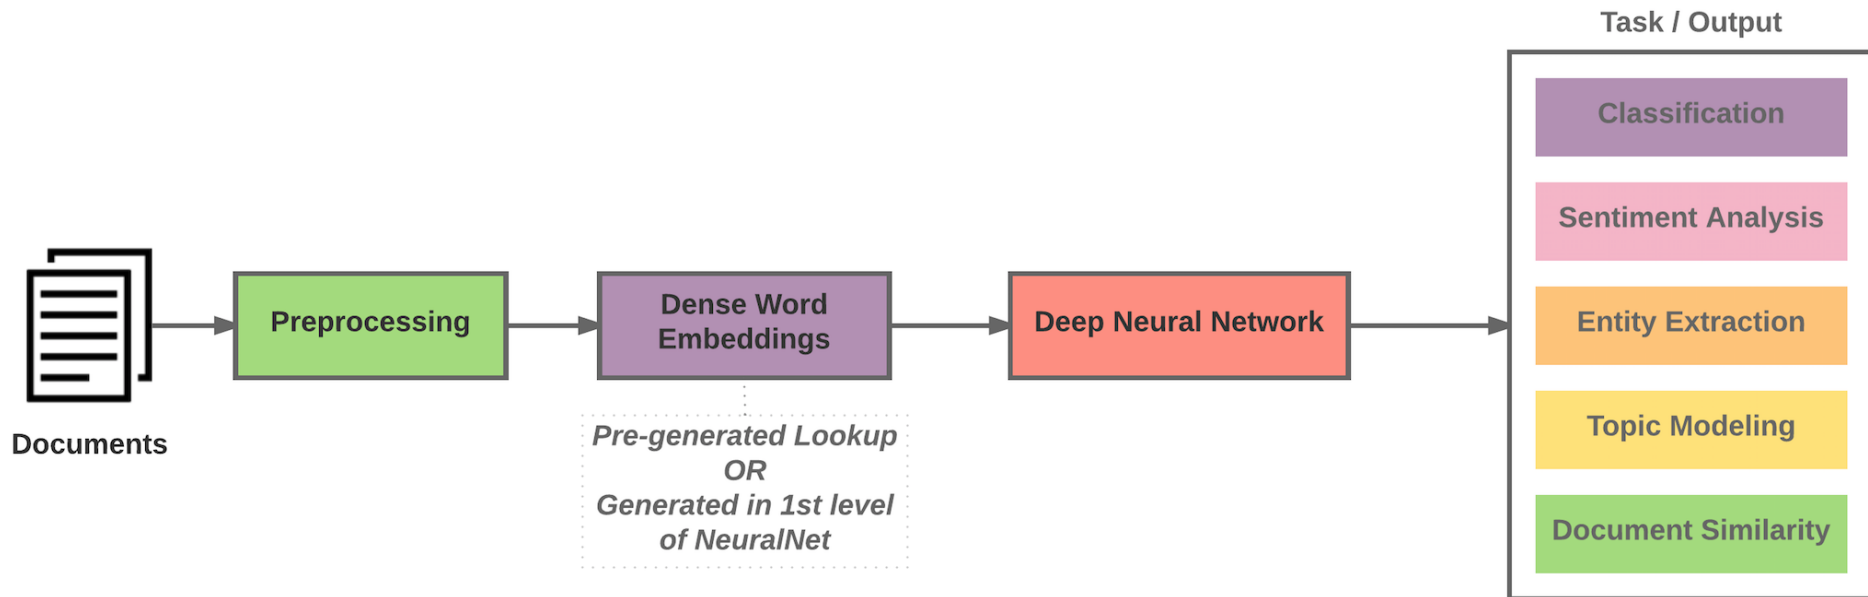 Task / Output
Classification
Sentiment Analysis
Entity Extraction
Topic Modeling
Document Similarity
Documents
Preprocessing
Dense Word
Embeddings
Deep Neural Network
Pre-generated Lookup
OR
Generated in 1st level
of NeuralNet